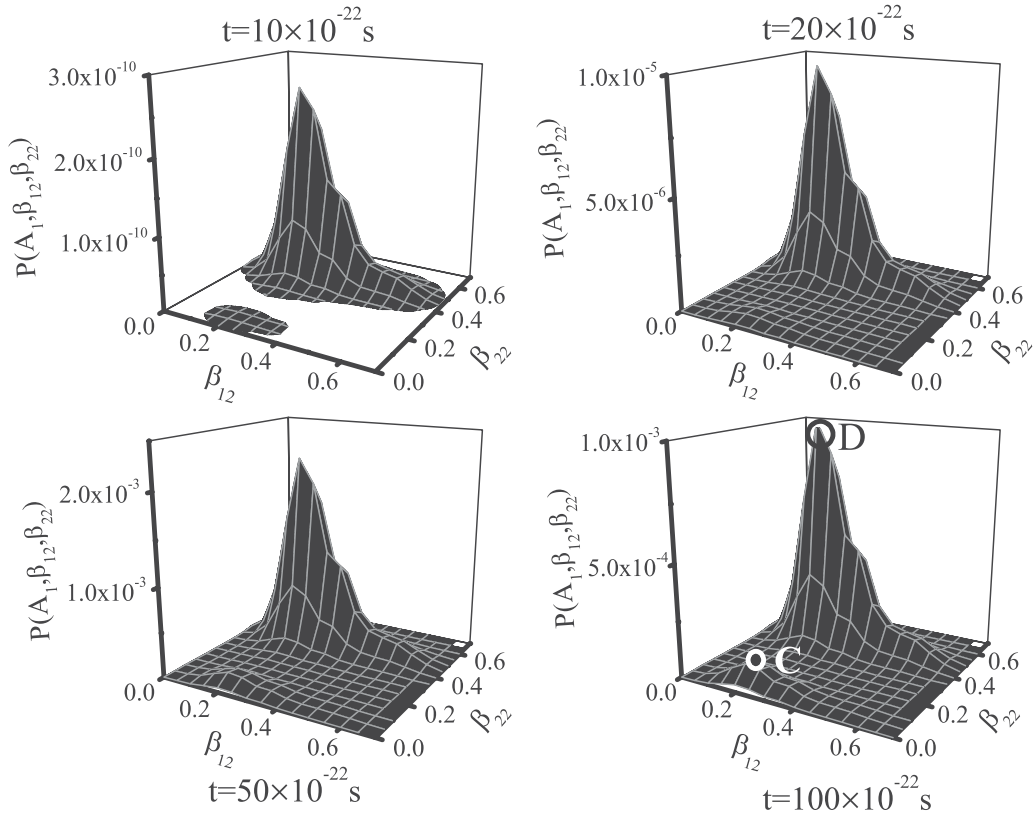 t=10×10⁻²²s
3.0x10⁻¹⁰
2.0x10⁻¹⁰
1.0x10⁻¹⁰
P(A₁,β₁₂,β₂₂)
0.0
0.2
0.4
0.6
β₁₂
0.0
0.2
0.4
0.6
β₂₂
t=20×10⁻²²s
1.0x10⁻⁵
5.0x10⁻⁶
P(A₁,β₁₂,β₂₂)
0.0
0.2
0.4
0.6
β₁₂
0.0
0.2
0.4
0.6
β₂₂
2.0x10⁻³
1.0x10⁻³
P(A₁,β₁₂,β₂₂)
0.0
0.2
0.4
0.6
β₁₂
0.0
0.2
0.4
0.6
β₂₂
t=50×10⁻²²s
D
C
1.0x10⁻³
5.0x10⁻⁴
P(A₁,β₁₂,β₂₂)
0.0
0.2
0.4
0.6
β₁₂
0.0
0.2
0.4
0.6
β₂₂
t=100×10⁻²²s